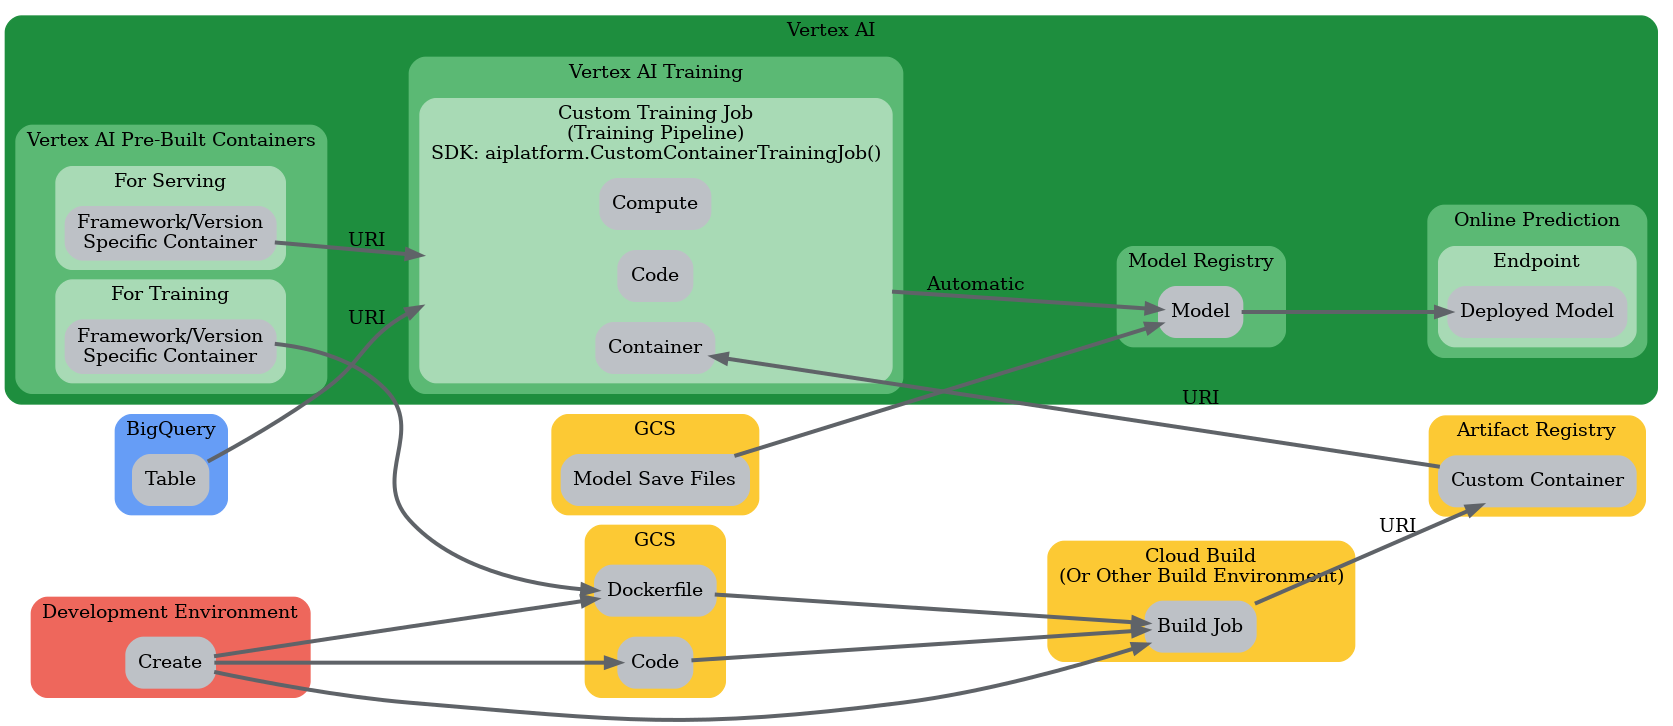 Vertex AI
Vertex AI Training
Custom Training Job
(Training Pipeline)
SDK: aiplatform.CustomContainerTrainingJob()
Compute
Code
Container
Vertex AI Pre-Built Containers
For Serving
Framework/Version
Specific Container
URI
For Training
Framework/Version
Specific Container
URI
Automatic
Model Registry
Model
Online Prediction
Endpoint
Deployed Model
URI
BigQuery
Table
GCS
Model Save Files
Artifact Registry
Custom Container
URI
GCS
Dockerfile
Code
Cloud Build
(Or Other Build Environment)
Build Job
Development Environment
Create